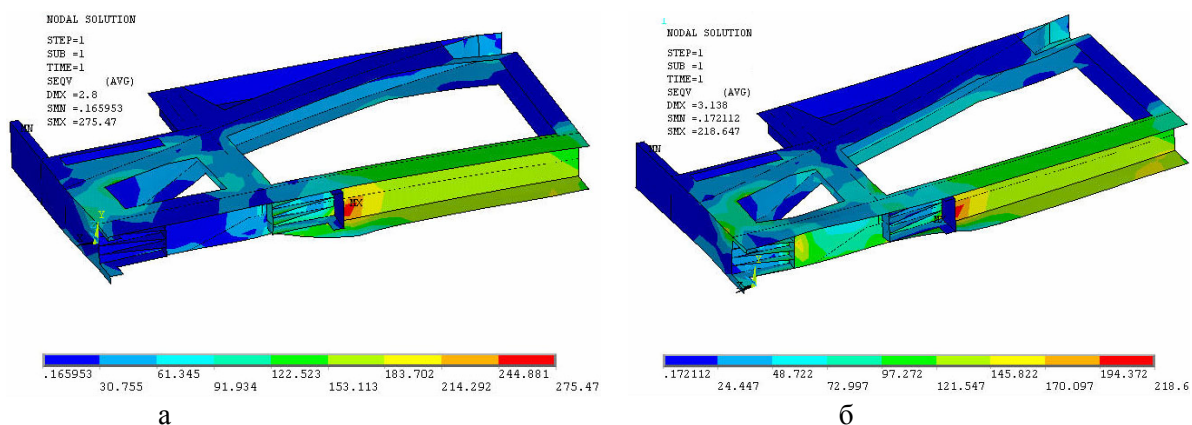 NODAL SOLUTION
STEP=1
SUB =1
TIME=1
SEQV (AVG)
DMX =2.8
SMN =.165953
SMX =275.47
MN
Y
MX
.165953 61.345 122.523 183.702 244.881
30.755 91.934 153.113 214.292 275.47
а
1
NODAL SOLUTION
STEP=1
SUB =1
TIME=1
SEQV (AVG)
DMX =3.138
SMN =.172112
SMX =218.647
MN
Y
.172112 48.722 97.272 145.822 194.372
24.447 72.997 121.547 170.097 218.6
б